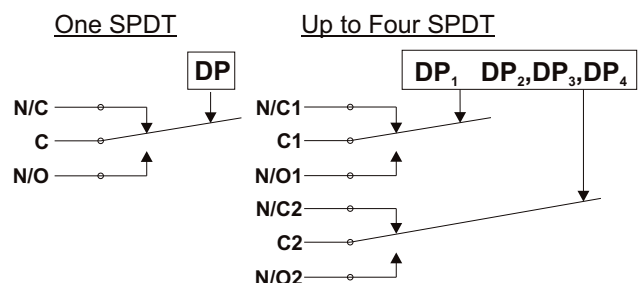 One SPDT
DP
N/C
C
N/O
Up to Four SPDT
DP₁ DP₂,DP₃,DP₄
N/C1
C1
N/O1
N/C2
C2
N/O2